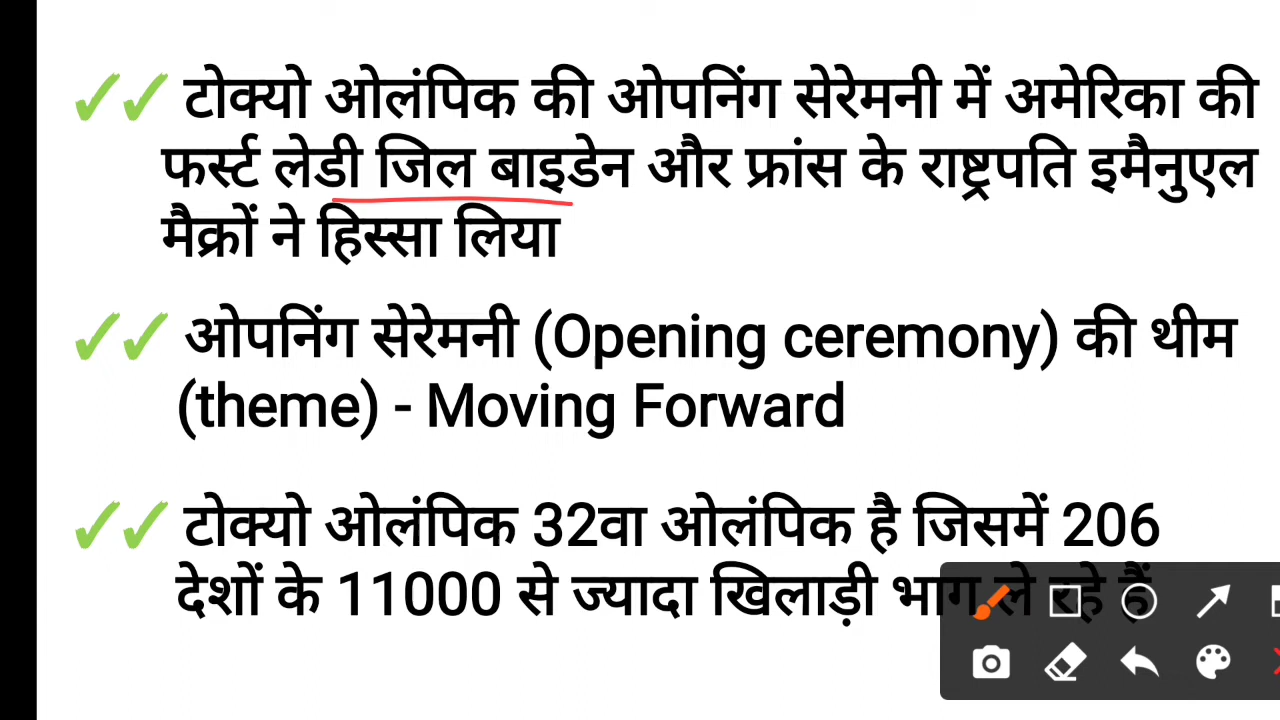 ✓✓ टोक्यो ओलंपिक की ओपनिंग सेरेमनी में अमेरिका की
फर्स्ट लेडी जिल बाइडेन और फ्रांस के राष्ट्रपति इमैनुएल
मैक्रों ने हिस्सा लिया
✓✓ ओपनिंग सेरेमनी (Opening ceremony) की थीम
(theme) - Moving Forward
✓✓ टोक्यो ओलंपिक 32वा ओलंपिक है जिसमें 206
देशों के 11000 से ज्यादा खिलाड़ी भाग ले रहे हैं